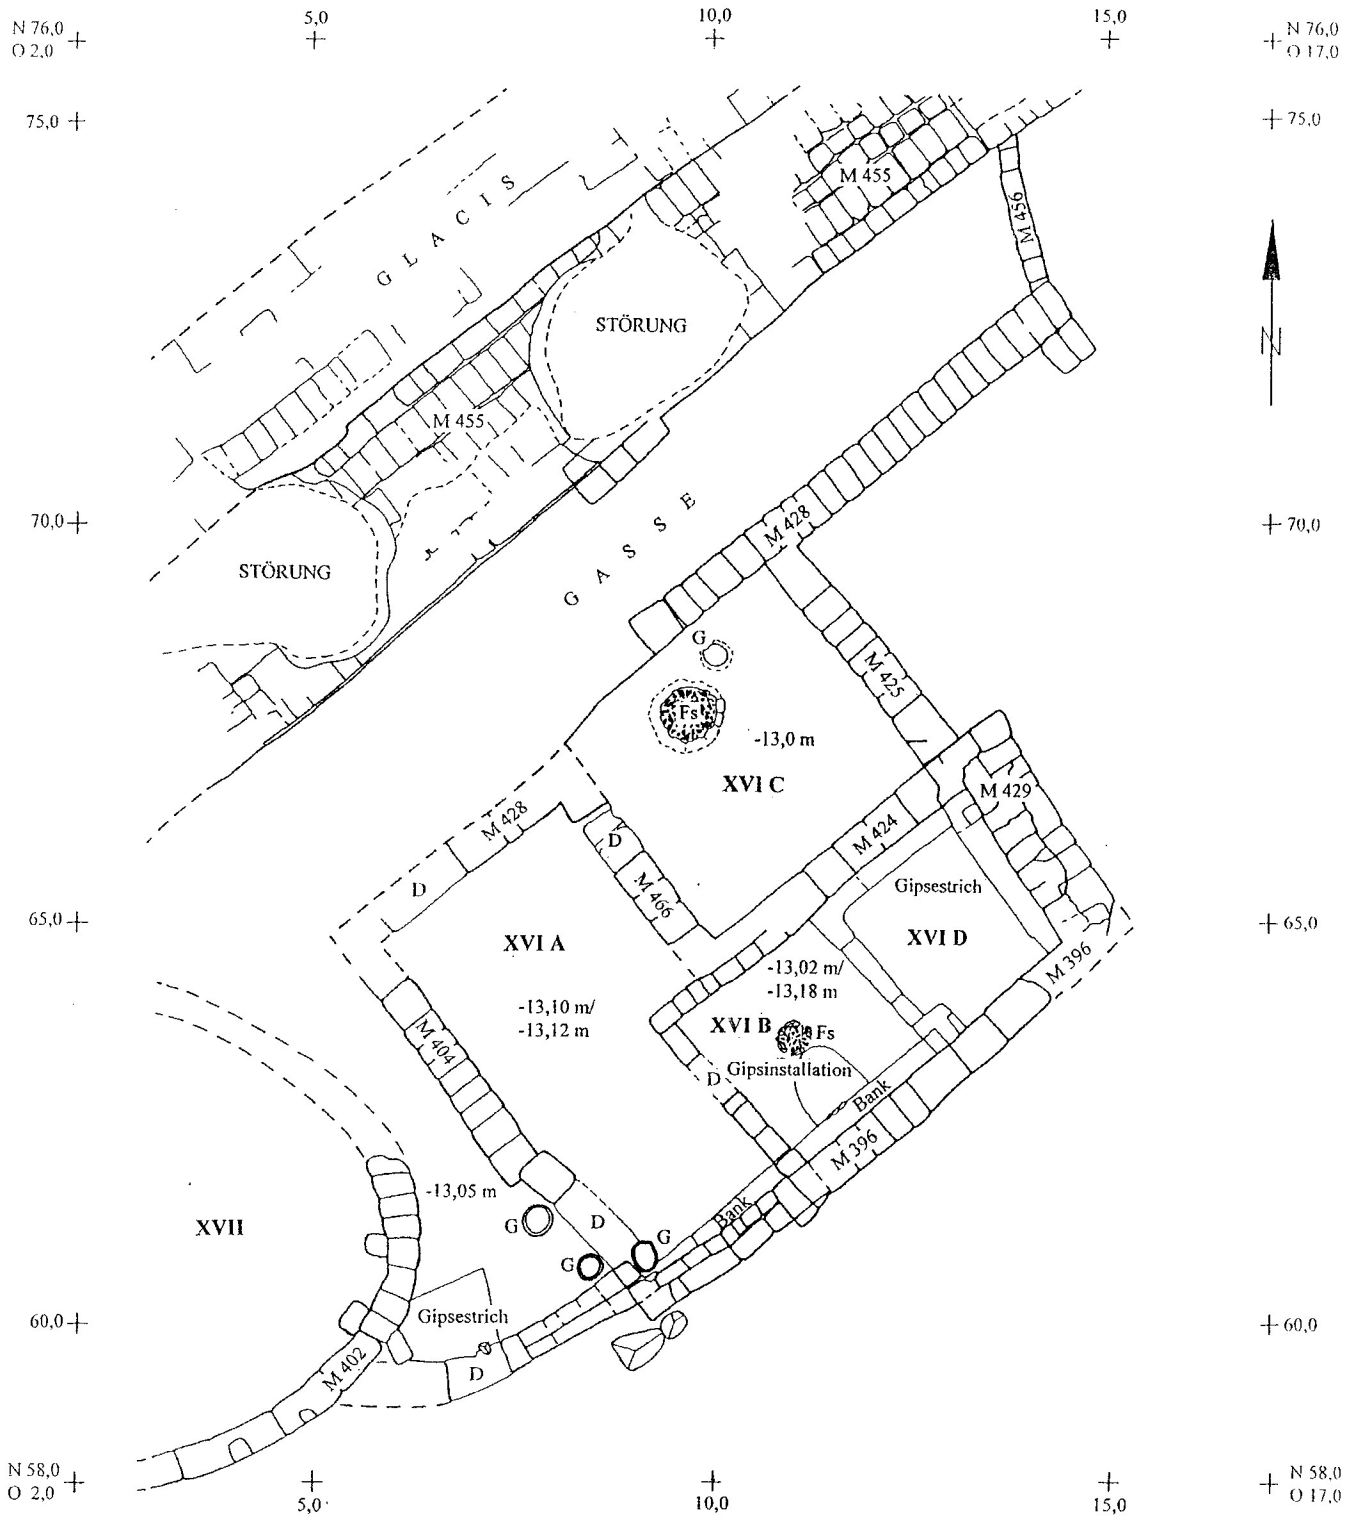 5,0
10,0
15,0
N 76,0
O 2,0
N 76,0
O 17,0
75,0
75,0
GLACIS
M 455
M 456
STÖRUNG
M 455
N
70,0
70,0
GASSE
M 428
STÖRUNG
G
M 425
Fs
-13,0 m
XVI C
M 429
M 428
D
M 424
D
M 466
Gipsestrich
65,0
65,0
XVI A
XVI D
M 396
-13,02 m/
-13,18 m
-13,10 m/
-13,12 m
XVI B
Fs
M 404
Gipsinstallation
D
Bank
M 396
-13,05 m
XVII
Bank
G
D
G
G
Gipsestrich
60,0
60,0
M 402
D
N 58,0
O 2,0
N 58,0
O 17,0
5,0
10,0
15,0